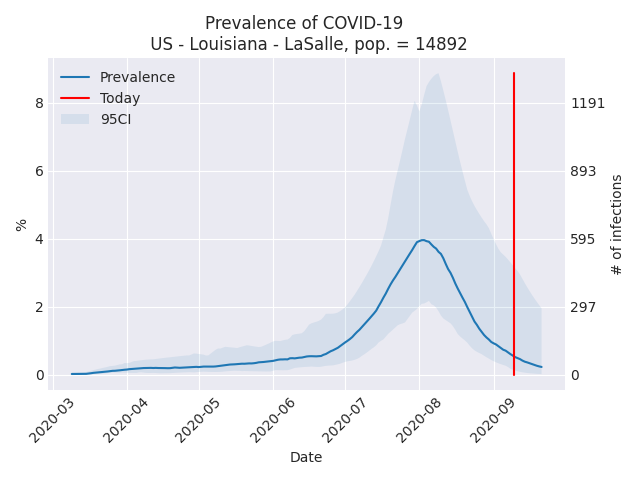 Prevalence of COVID-19
US - Louisiana - LaSalle, pop. = 14892
Prevalence
Today
95CI
8
6
4
2
0
%
1191
893
595
297
0
# of infections
2020-03
2020-04
2020-05
2020-06
2020-07
2020-08
2020-09
Date